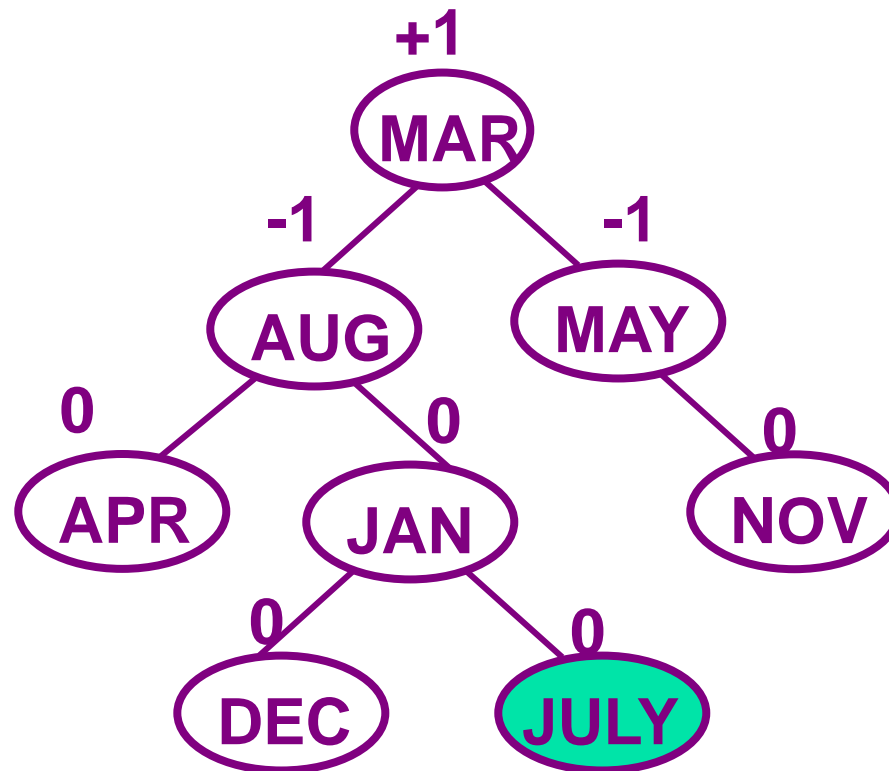 +1
MAR
-1 -1
AUG MAY
0 0 0
APR JAN NOV
0 0
DEC JULY